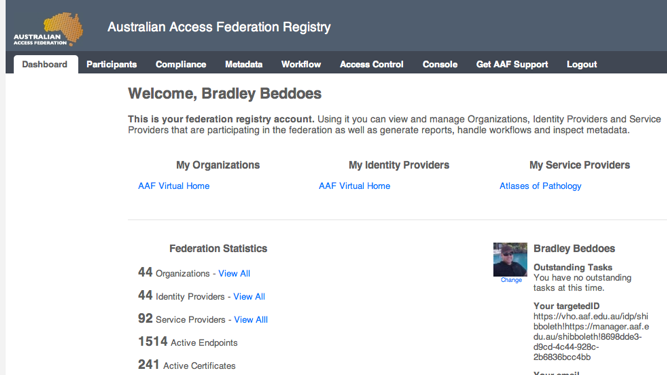 AUSTRALIAN
ACCESS FEDERATION
Australian Access Federation Registry
Dashboard Participants Compliance Metadata Workflow Access Control Console Get AAF Support Logout
Welcome, Bradley Beddoes
This is your federation registry account. Using it you can view and manage Organizations, Identity Providers and Service
Providers that are participating in the federation as well as generate reports, handle workflows and inspect metadata.
My Organizations My Identity Providers My Service Providers
AAF Virtual Home AAF Virtual Home Atlases of Pathology
Federation Statistics
44 Organizations - View All
44 Identity Providers - View All
92 Service Providers - View Alll
1514 Active Endpoints
241 Active Certificates
Change
Bradley Beddoes
Outstanding Tasks
You have no outstanding
tasks at this time.
Your targetedID
https://vho.aaf.edu.au/idp/shi
bboleth!https://manager.aaf.e
du.au/shibboleth!8698dde3-
d9cd-4c44-928c-
2b6836bcc4bb
Your email